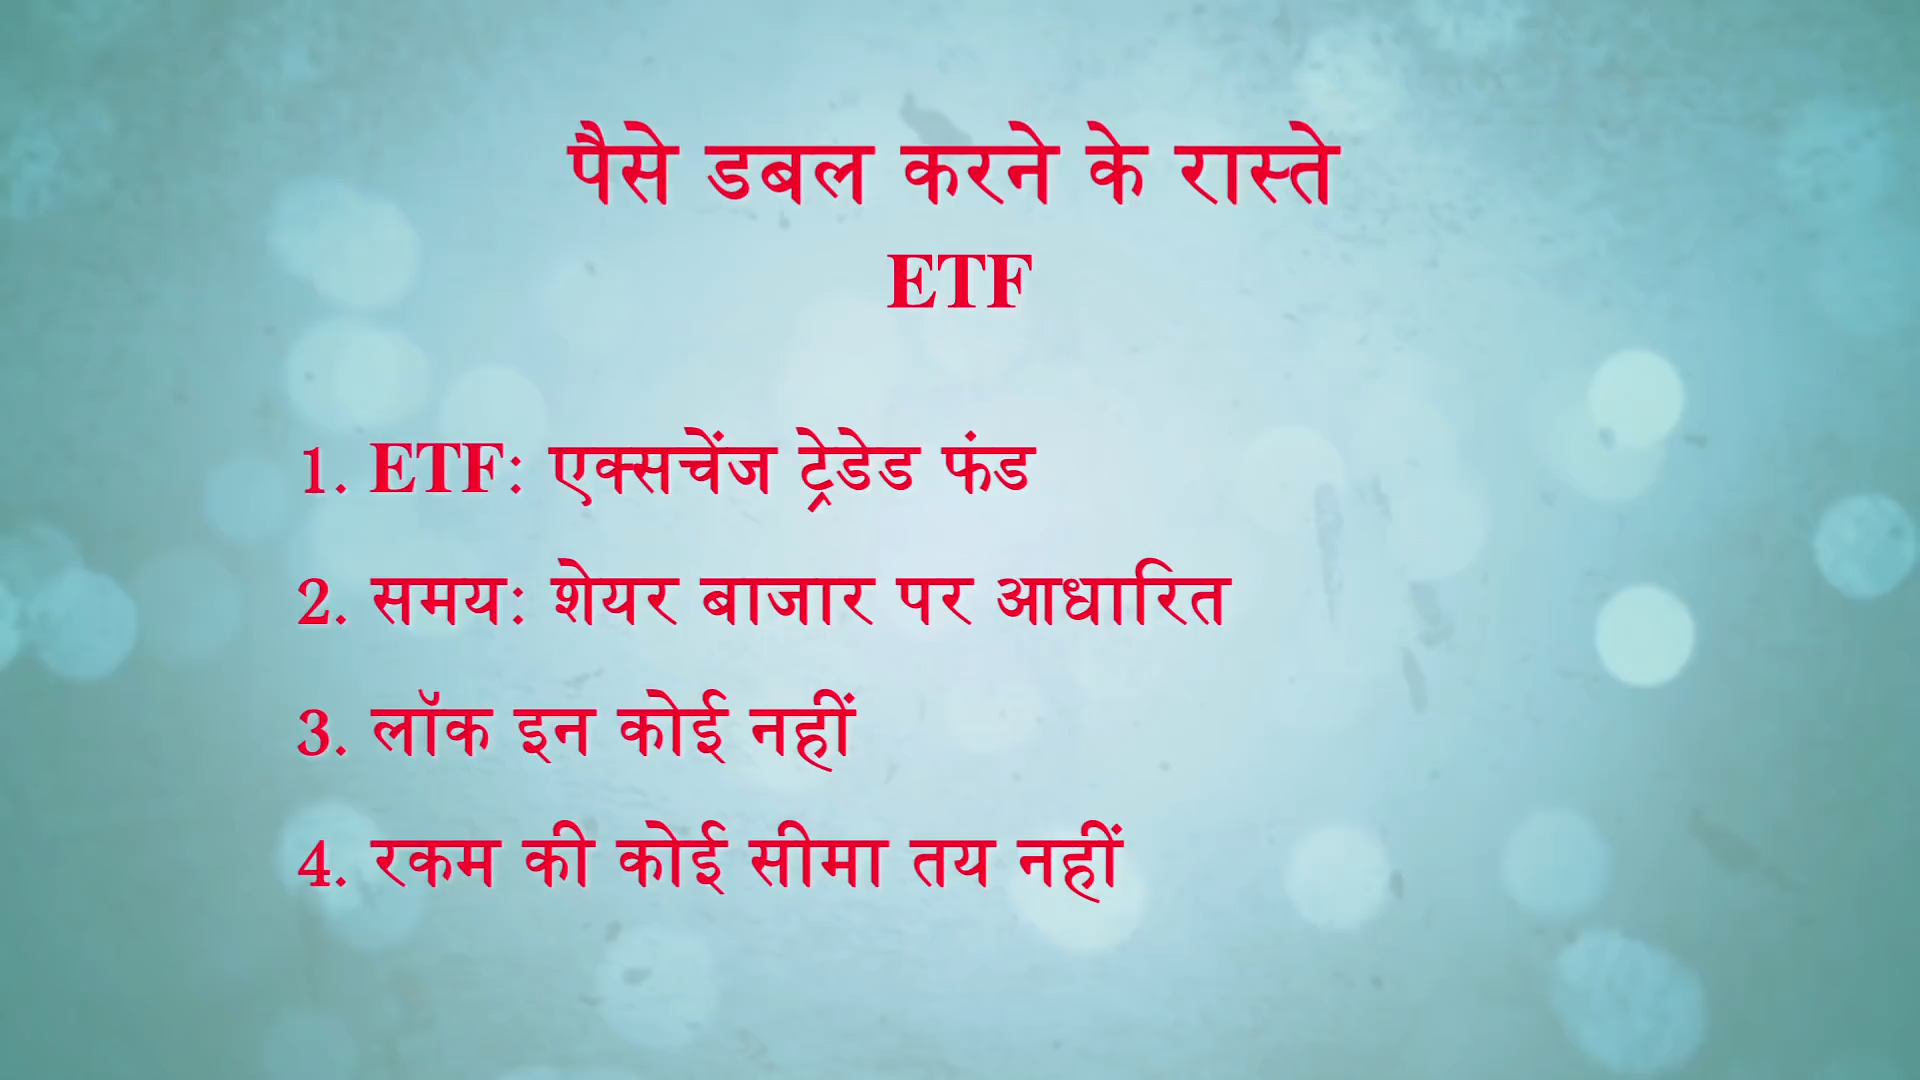 पैसे डबल करने के रास्ते
ETF
1. ETF: एक्सचेंज ट्रेडेड फंड
2. समय: शेयर बाजार पर आधारित
3. लॉक इन कोई नहीं
4. रकम की कोई सीमा तय नहीं